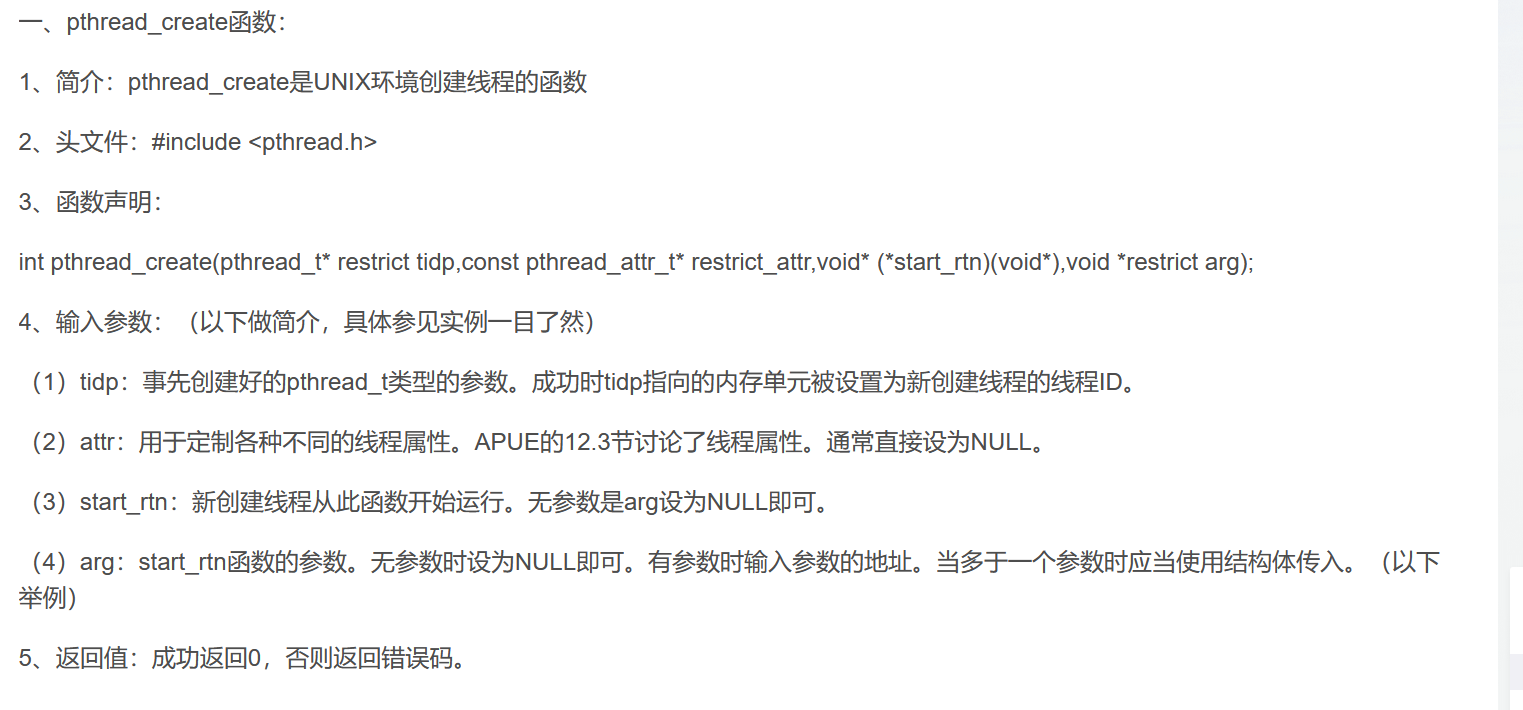 一、pthread_create函数：
1、简介：pthread_create是UNIX环境创建线程的函数
2、头文件：#include <pthread.h>
3、函数声明：
int pthread_create(pthread_t* restrict tidp,const pthread_attr_t* restrict_attr,void* (*start_rtn)(void*),void *restrict arg);
4、输入参数：（以下做简介，具体参见实例一目了然）
（1）tidp：事先创建好的pthread_t类型的参数。成功时tidp指向的内存单元被设置为新创建线程的线程ID。
（2）attr：用于定制各种不同的线程属性。APUE的12.3节讨论了线程属性。通常直接设为NULL。
（3）start_rtn：新创建线程从此函数开始运行。无参数是arg设为NULL即可。
（4）arg：start_rtn函数的参数。无参数时设为NULL即可。有参数时输入参数的地址。当多于一个参数时应当使用结构体传入。（以下
举例）
5、返回值：成功返回0，否则返回错误码。